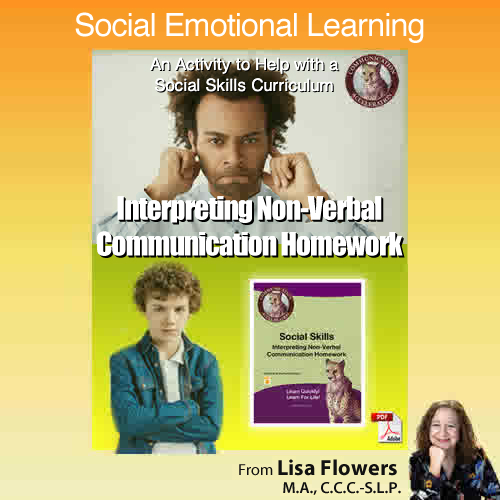 Social Emotional Learning
An Activity to Help with a
Social Skills Curriculum
COMMUNICATION
ACCELERATION
Interpreting Non-Verbal
Communication Homework
Social Skills
Interpreting Non-Verbal
Communication Homework
Learn Quickly!
Learn For Life!
PDF
Adobe
From Lisa Flowers
M.A., C.C.C.-S.L.P.